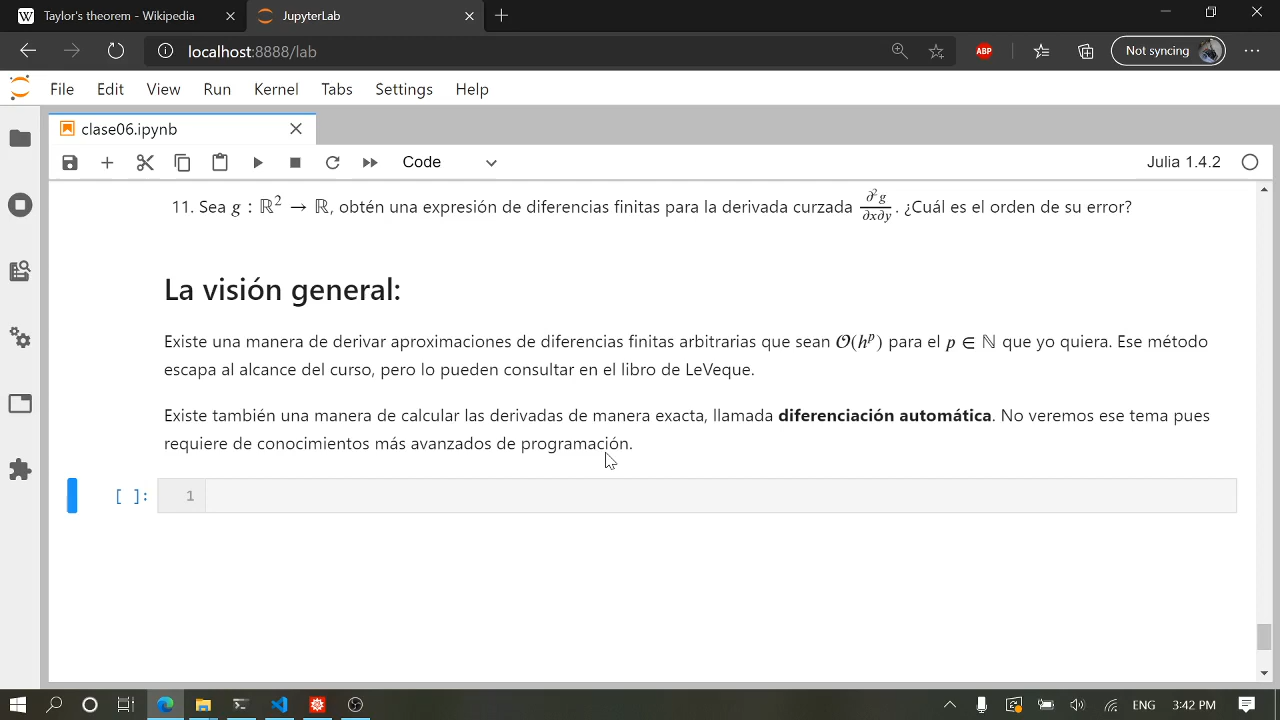 W Taylor's theorem - Wikipedia
JupyterLab
localhost:8888/lab
ABP
Not syncing
File Edit View Run Kernel Tabs Settings Help
clase06.ipynb
Code
Julia 1.4.2
11. Sea g : ℝ² → ℝ, obtén una expresión de diferencias finitas para la derivada curzada ∂²g/∂x∂y. ¿Cuál es el orden de su error?
La visión general:
Existe una manera de derivar aproximaciones de diferencias finitas arbitrarias que sean 𝒪(hᵖ) para el p ∈ ℕ que yo quiera. Ese método
escapa al alcance del curso, pero lo pueden consultar en el libro de LeVeque.
Existe también una manera de calcular las derivadas de manera exacta, llamada diferenciación automática. No veremos ese tema pues
requiere de conocimientos más avanzados de programación.
[ ]: 1
ENG 3:42 PM